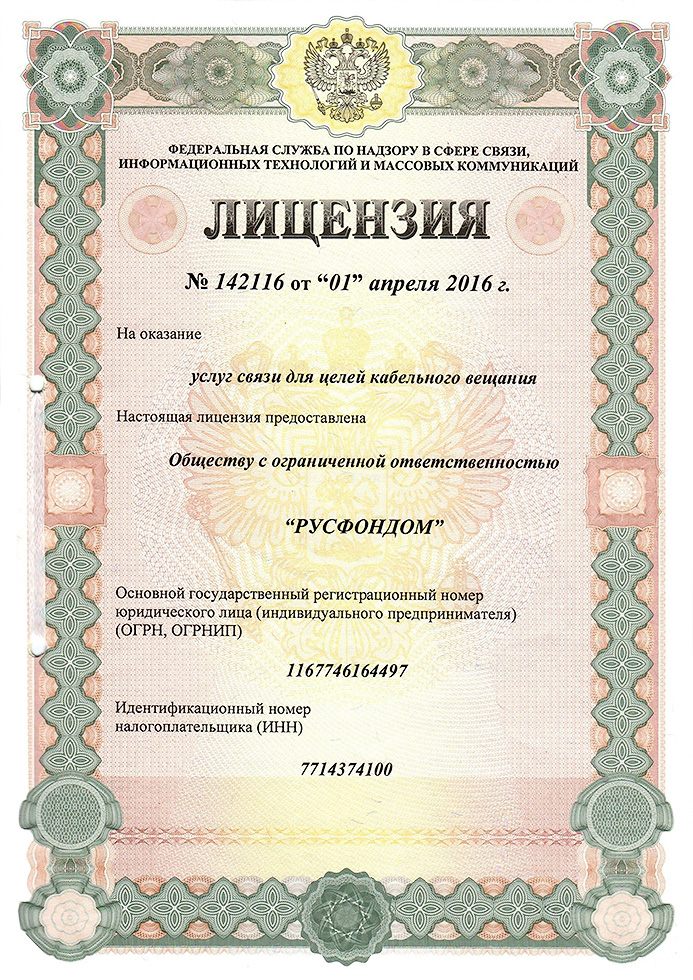 ФЕДЕРАЛЬНАЯ СЛУЖБА ПО НАДЗОРУ В СФЕРЕ СВЯЗИ,
ИНФОРМАЦИОННЫХ ТЕХНОЛОГИЙ И МАССОВЫХ КОММУНИКАЦИЙ
ЛИЦЕНЗИЯ
№ 142116 от “01” апреля 2016 г.
На оказание
услуг связи для целей кабельного вещания
Настоящая лицензия предоставлена
Обществу с ограниченной ответственностью
“РУСФОНДОМ”
Основной государственный регистрационный номер
юридического лица (индивидуального предпринимателя)
(ОГРН, ОГРНИП)
1167746164497
Идентификационный номер
налогоплательщика (ИНН)
7714374100